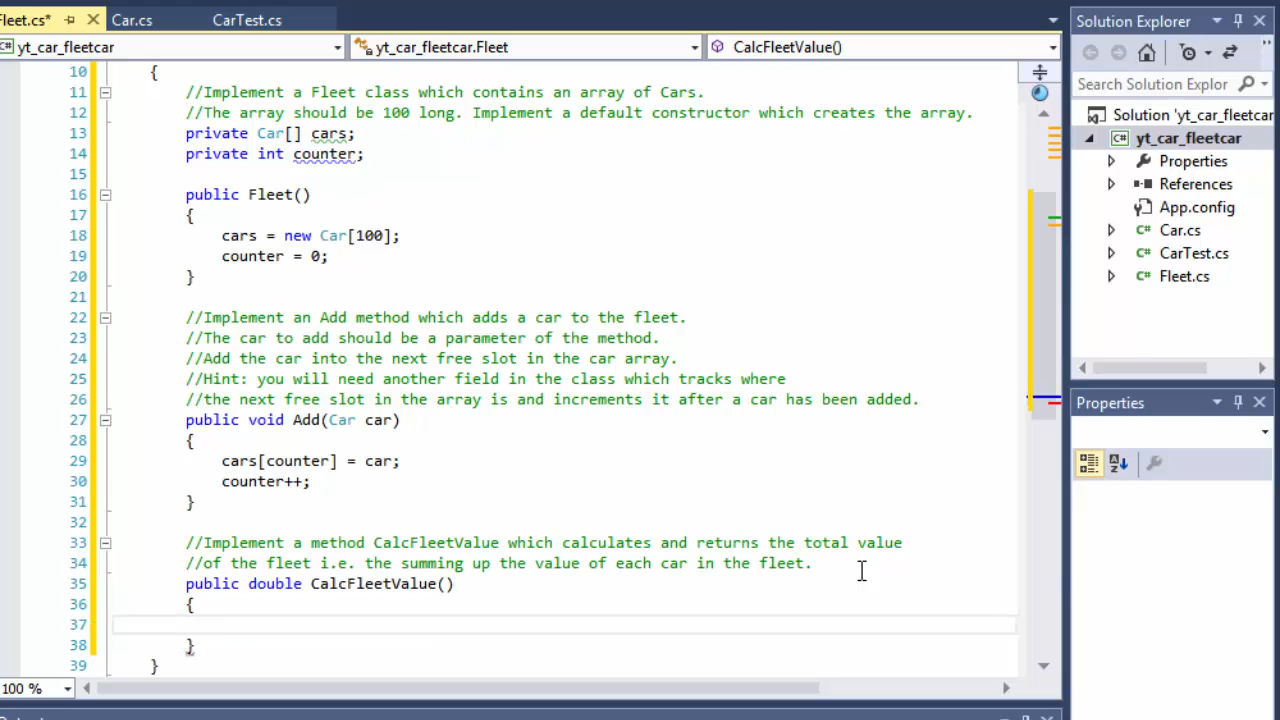 Fleet.cs* Car.cs CarTest.cs
yt_car_fleetcar yt_car_fleetcar.Fleet CalcFleetValue()
10 {
11 //Implement a Fleet class which contains an array of Cars.
12 //The array should be 100 long. Implement a default constructor which creates the array.
13 private Car[] cars;
14 private int counter;
15
16 public Fleet()
17 {
18 cars = new Car[100];
19 counter = 0;
20 }
21
22 //Implement an Add method which adds a car to the fleet.
23 //The car to add should be a parameter of the method.
24 //Add the car into the next free slot in the car array.
25 //Hint: you will need another field in the class which tracks where
26 //the next free slot in the array is and increments it after a car has been added.
27 public void Add(Car car)
28 {
29 cars[counter] = car;
30 counter++;
31 }
32
33 //Implement a method CalcFleetValue which calculates and returns the total value
34 //of the fleet i.e. the summing up the value of each car in the fleet.
35 public double CalcFleetValue()
36 {
37
38 }
39 }
100 %
Solution Explorer
Search Solution Explor
Solution 'yt_car_fleetcar
C# yt_car_fleetcar
Properties
References
App.config
C# Car.cs
C# CarTest.cs
C# Fleet.cs
Properties